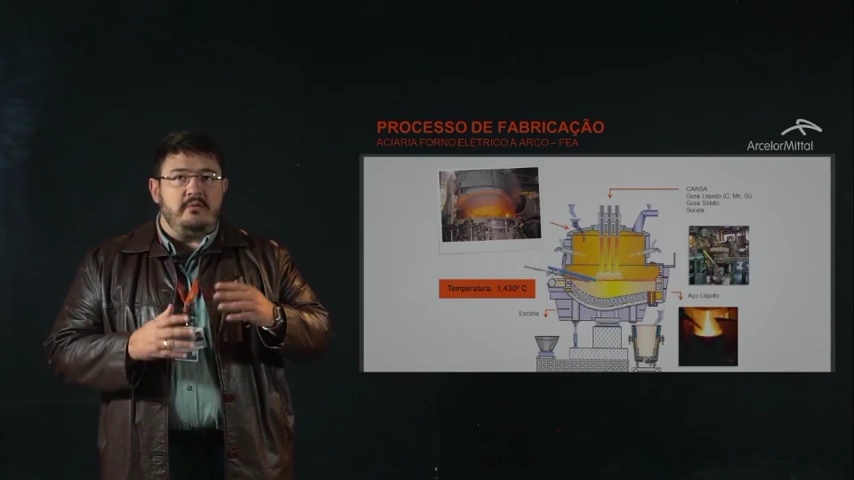 PROCESSO DE FABRICAÇÃO
ACIARIA FORNO ELÉTRICO A ARCO – FEA
ArcelorMittal
CARGA:
Gusa Líquido (C, Mn, Si)
Gusa Sólido
Sucata
Temperatura: 1.430º C
Aço Líquido
Escória